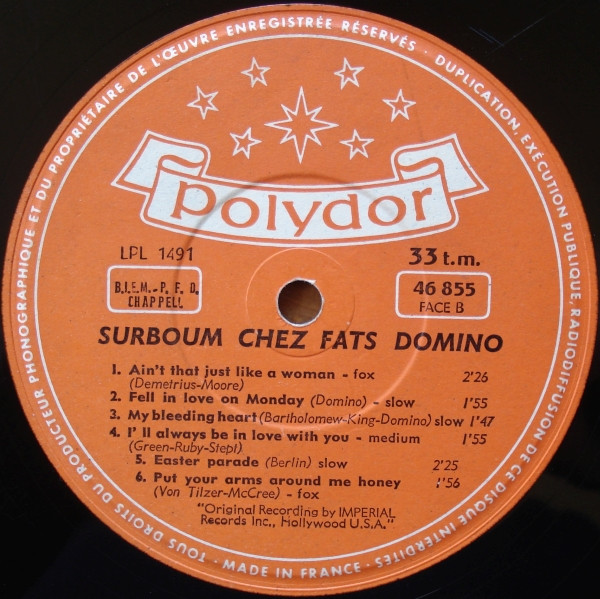 TOUS DROITS DU PRODUCTEUR PHONOGRAPHIQUE ET DU PROPRIÉTAIRE DE L'ŒUVRE ENREGISTRÉE RÉSERVÉS · DUPLICATION, EXÉCUTION PUBLIQUE, RADIODIFFUSION DE CE DISQUE INTERDITES ·
polydor
LPL 1491
33 t.m.
B.I.E.M.-P. F. D.
CHAPPELL
46 855
FACE B
SURBOUM CHEZ FATS DOMINO
1. Ain't that just like a woman - fox 2'26
(Demetrius-Moore)
2. Fell in love on Monday (Domino) - slow 1'55
3. My bleeding heart (Bartholomew-King-Domino) slow 1'47
4. I' ll always be in love with you - medium 1'55
(Green-Ruby-Stept)
5. Easter parade (Berlin) slow 2'25
6. Put your arms around me honey 1'56
(Von Tilzer-McCree) - fox
"Original Recording by IMPERIAL
Records Inc., Hollywood U.S.A."
MADE IN FRANCE ·